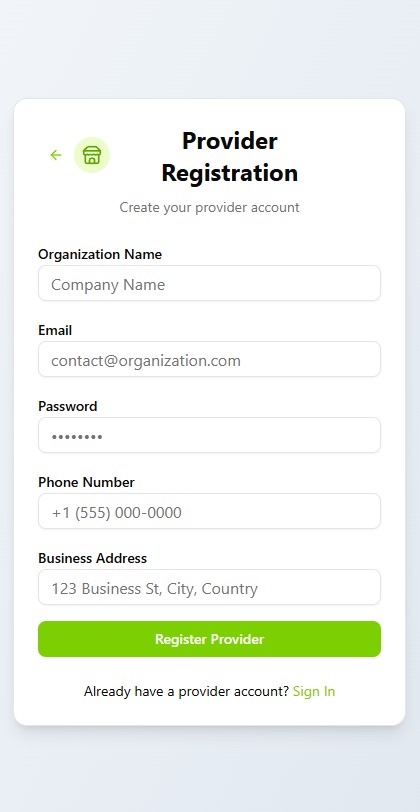 Provider
Registration
Create your provider account
Organization Name
Company Name
Email
contact@organization.com
Password
••••••••
Phone Number
+1 (555) 000-0000
Business Address
123 Business St, City, Country
Register Provider
Already have a provider account? Sign In